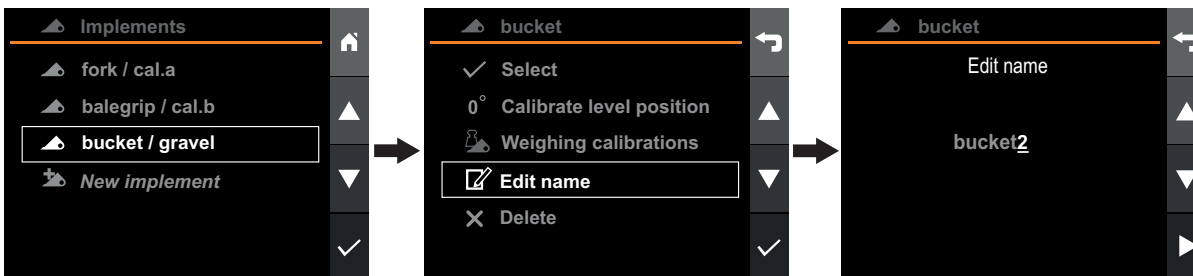 Implements
fork / cal.a
balegrip / cal.b
bucket / gravel
New implement
bucket
Select
0° Calibrate level position
Weighing calibrations
Edit name
Delete
bucket
Edit name
bucket2